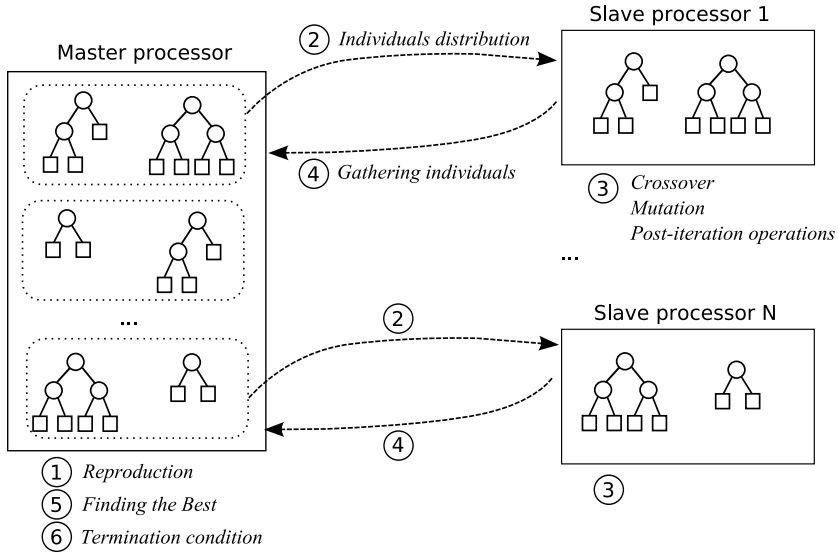 Master processor
② Individuals distribution
Slave processor 1
④ Gathering individuals
③ Crossover
Mutation
Post-iteration operations
...
...
②
Slave processor N
④
① Reproduction
⑤ Finding the Best
⑥ Termination condition
③